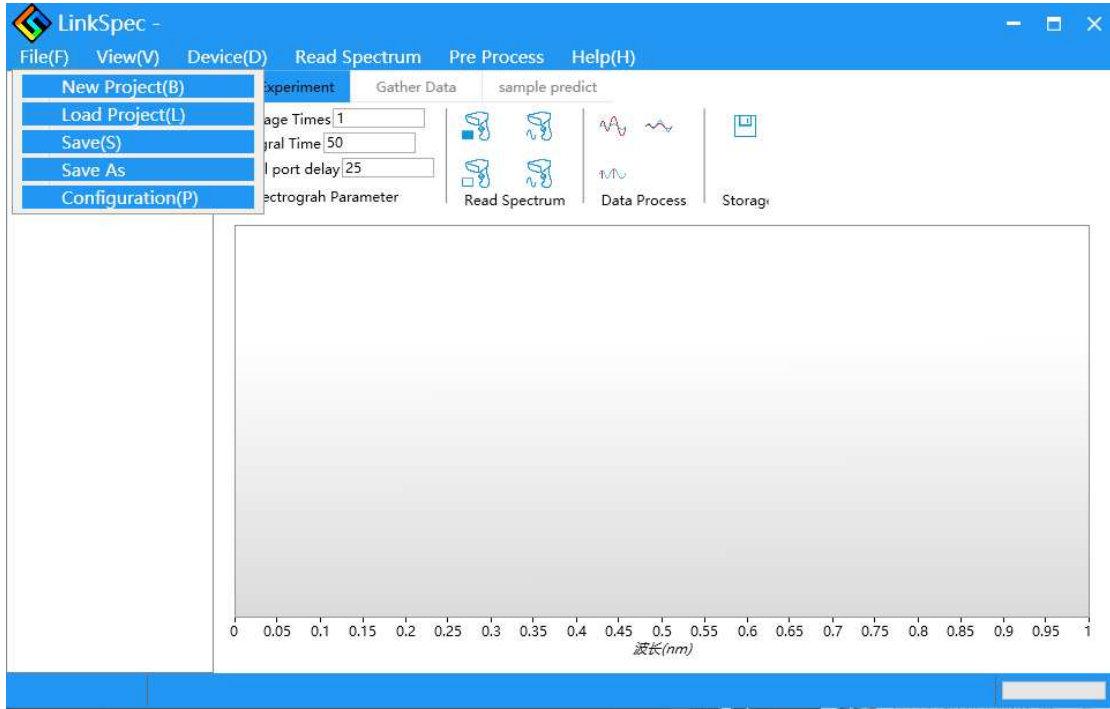 LinkSpec -
File(F) View(V) Device(D) Read Spectrum Pre Process Help(H)
New Project(B)
Load Project(L)
Save(S)
Save As
Configuration(P)
xperiment Gather Data sample predict
age Times 1
gral Time 50
l port delay 25
ectrograh Parameter Read Spectrum Data Process Storag
0 0.05 0.1 0.15 0.2 0.25 0.3 0.35 0.4 0.45 0.5 0.55 0.6 0.65 0.7 0.75 0.8 0.85 0.9 0.95 1
波长(nm)